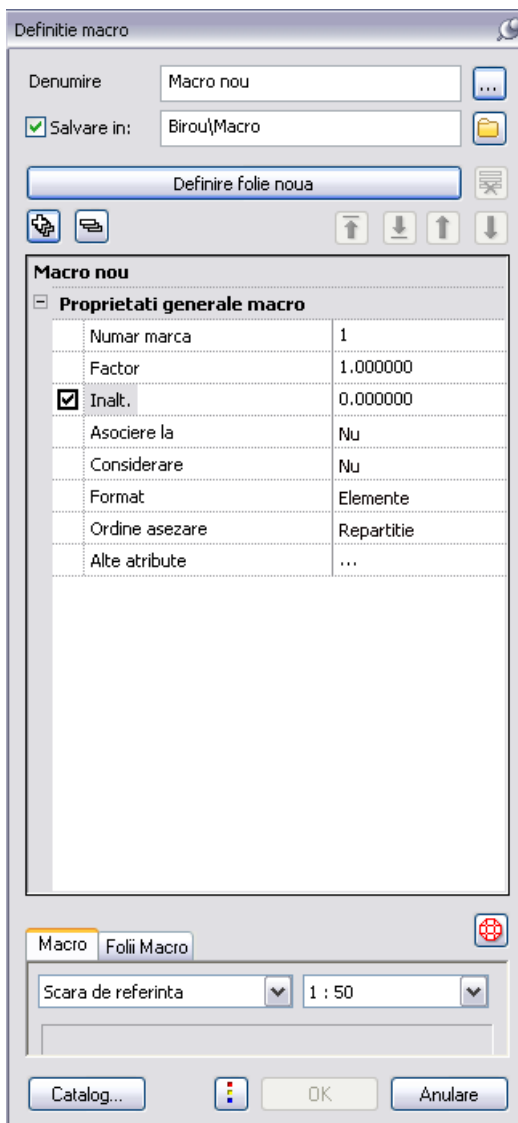 Definitie macro
Denumire Macro nou ...
Salvare in: Birou\Macro
Definire folie noua
Macro nou
Proprietati generale macro
Numar marca 1
Factor 1.000000
Inalt. 0.000000
Asociere la Nu
Considerare Nu
Format Elemente
Ordine asezare Repartitie
Alte atribute ...
Macro Folii Macro
Scara de referinta 1 : 50
Catalog... OK Anulare